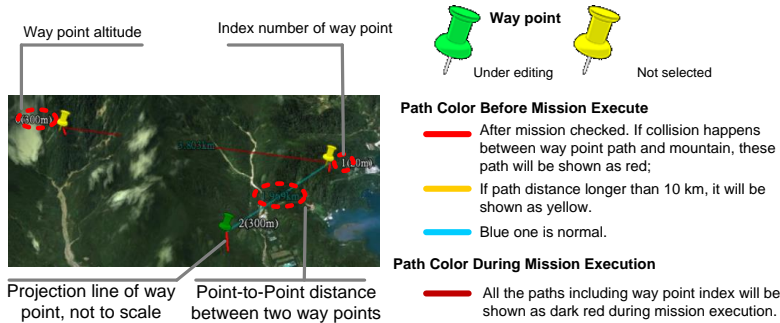 Way point altitude
Index number of way point
Way point
Under editing
Not selected
(300m)
9.803km
1(20m)
2(300m)
Projection line of way
point, not to scale
Point-to-Point distance
between two way points
Path Color Before Mission Execute
After mission checked. If collision happens
between way point path and mountain, these
path will be shown as red;
If path distance longer than 10 km, it will be
shown as yellow.
Blue one is normal.
Path Color During Mission Execution
All the paths including way point index will be
shown as dark red during mission execution.